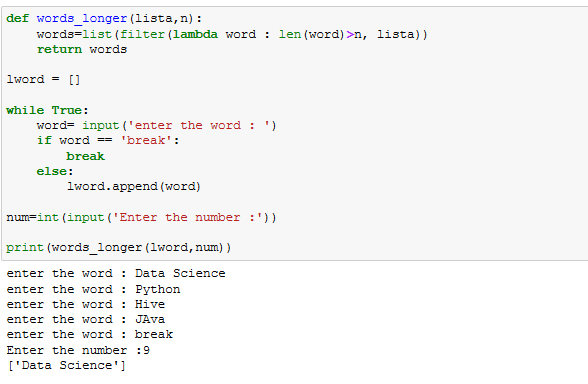 def words_longer(lista,n):
    words=list(filter(lambda word : len(word)>n, lista))
    return words
lword = []
while True:
    word= input('enter the word : ')
    if word == 'break':
        break
    else:
        lword.append(word)
num=int(input('Enter the number :'))
print(words_longer(lword,num))
enter the word : Data Science
enter the word : Python
enter the word : Hive
enter the word : JAva
enter the word : break
Enter the number :9
['Data Science']